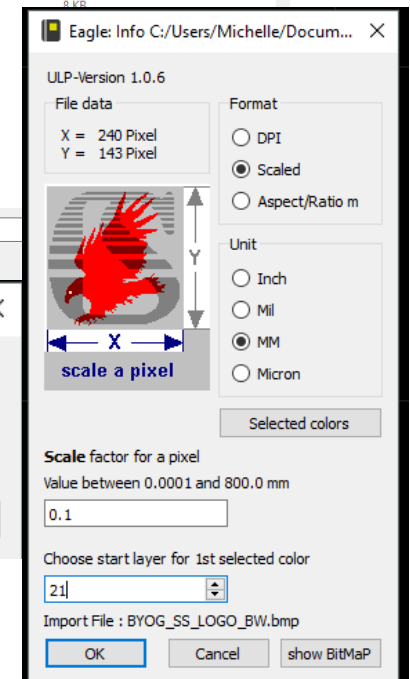 8 KB
Eagle: Info C:/Users/Michelle/Docum...
ULP-Version 1.0.6
File data
X = 240 Pixel
Y = 143 Pixel
Format
DPI
Scaled
Aspect/Ratio m
Y
X
scale a pixel
Unit
Inch
Mil
MM
Micron
Selected colors
Scale factor for a pixel
Value between 0.0001 and 800.0 mm
0.1
Choose start layer for 1st selected color
21
Import File : BYOG_SS_LOGO_BW.bmp
OK Cancel show BitMaP